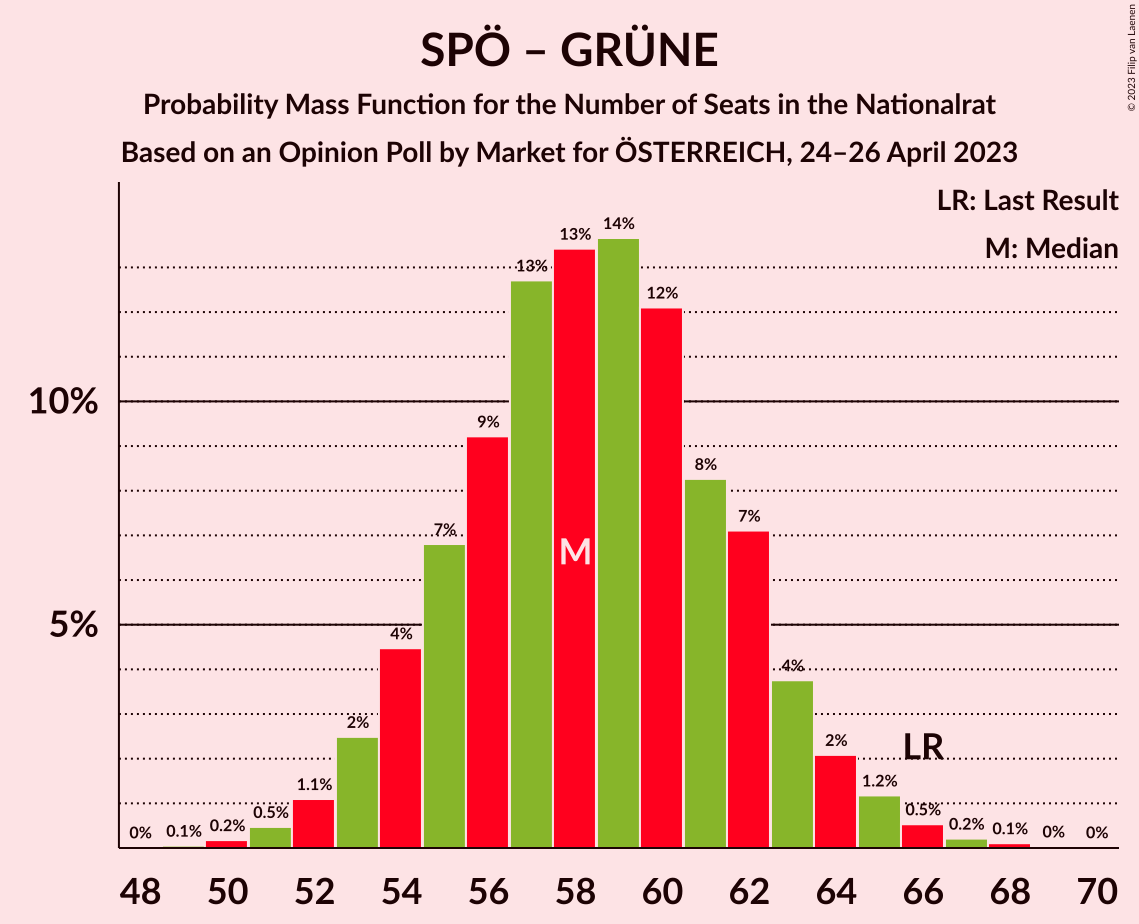 SPÖ – GRÜNE
Probability Mass Function for the Number of Seats in the Nationalrat
Based on an Opinion Poll by Market for ÖSTERREICH, 24–26 April 2023
© 2023 Filip van Laenen
LR: Last Result
M: Median
10%
5%
0%
0.1%
0.2%
0.5%
1.1%
2%
4%
7%
9%
13%
13%
14%
12%
8%
7%
4%
2%
1.2%
0.5%
0.2%
0.1%
0%
0%
M
LR
48 50 52 54 56 58 60 62 64 66 68 70